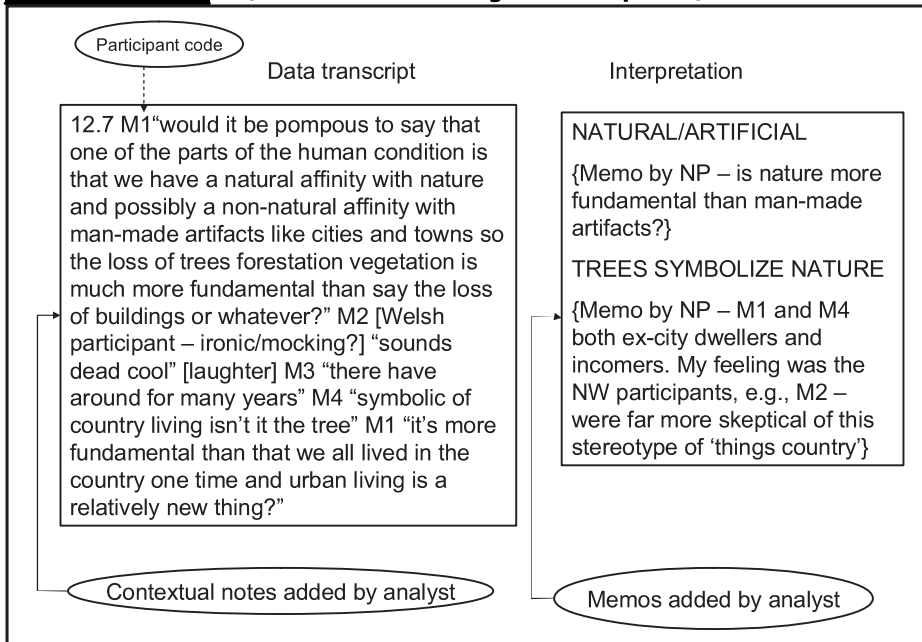 Participant code
Data transcript
Interpretation
12.7 M1“would it be pompous to say that
one of the parts of the human condition is
that we have a natural affinity with nature
and possibly a non-natural affinity with
man-made artifacts like cities and towns so
the loss of trees forestation vegetation is
much more fundamental than say the loss
of buildings or whatever?” M2 [Welsh
participant – ironic/mocking?] “sounds
dead cool” [laughter] M3 “there have
around for many years” M4 “symbolic of
country living isn’t it the tree” M1 “it’s more
fundamental than that we all lived in the
country one time and urban living is a
relatively new thing?”
NATURAL/ARTIFICIAL
{Memo by NP – is nature more
fundamental than man-made
artifacts?}
TREES SYMBOLIZE NATURE
{Memo by NP – M1 and M4
both ex-city dwellers and
incomers. My feeling was the
NW participants, e.g., M2 –
were far more skeptical of this
stereotype of ‘things country’}
Contextual notes added by analyst
Memos added by analyst